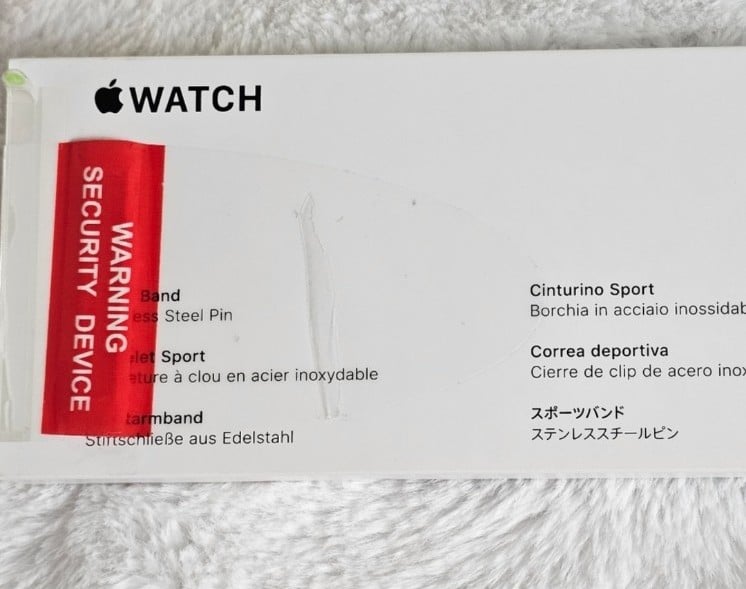 WATCH
WARNING
SECURITY DEVICE
Band
ess Steel Pin
let Sport
ture à clou en acier inoxydable
tarmband
Stiftschließe aus Edelstahl
Cinturino Sport
Borchia in acciaio inossidab
Correa deportiva
Cierre de clip de acero inox
スポーツバンド
ステンレススチールピン